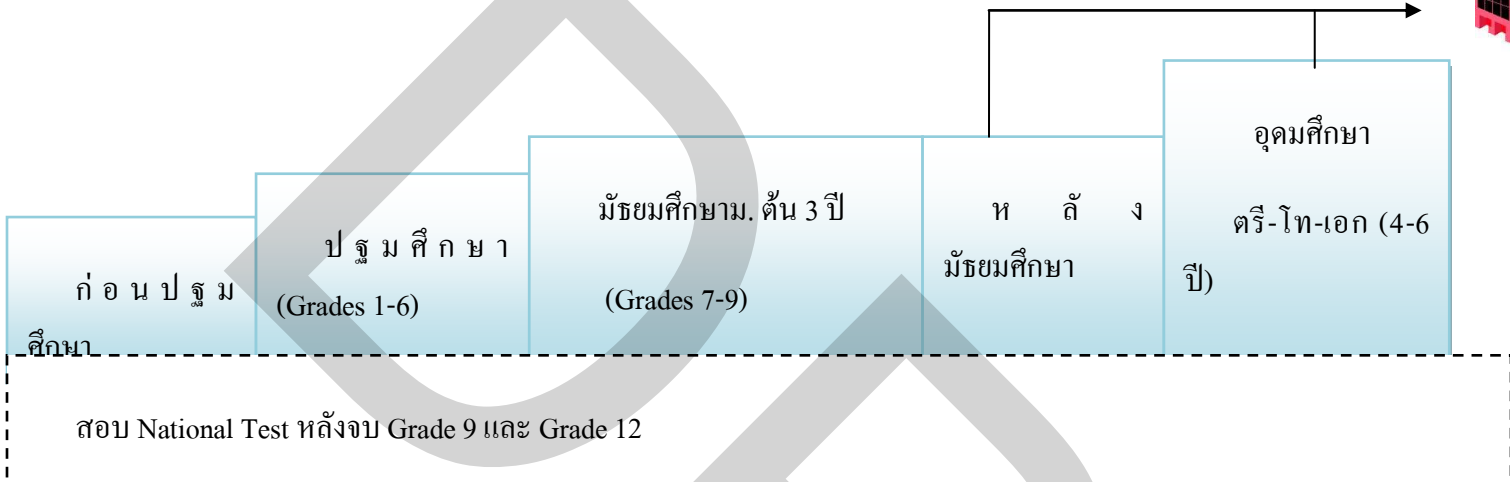 ก่อนปฐม
ศึกษา
ปฐมศึกษา
(Grades 1-6)
มัธยมศึกษาม. ต้น 3 ปี
(Grades 7-9)
หลัง
มัธยมศึกษา
อุดมศึกษา
ตรี-โท-เอก (4-6
ปี)
สอบ National Test หลังจบ Grade 9 และ Grade 12